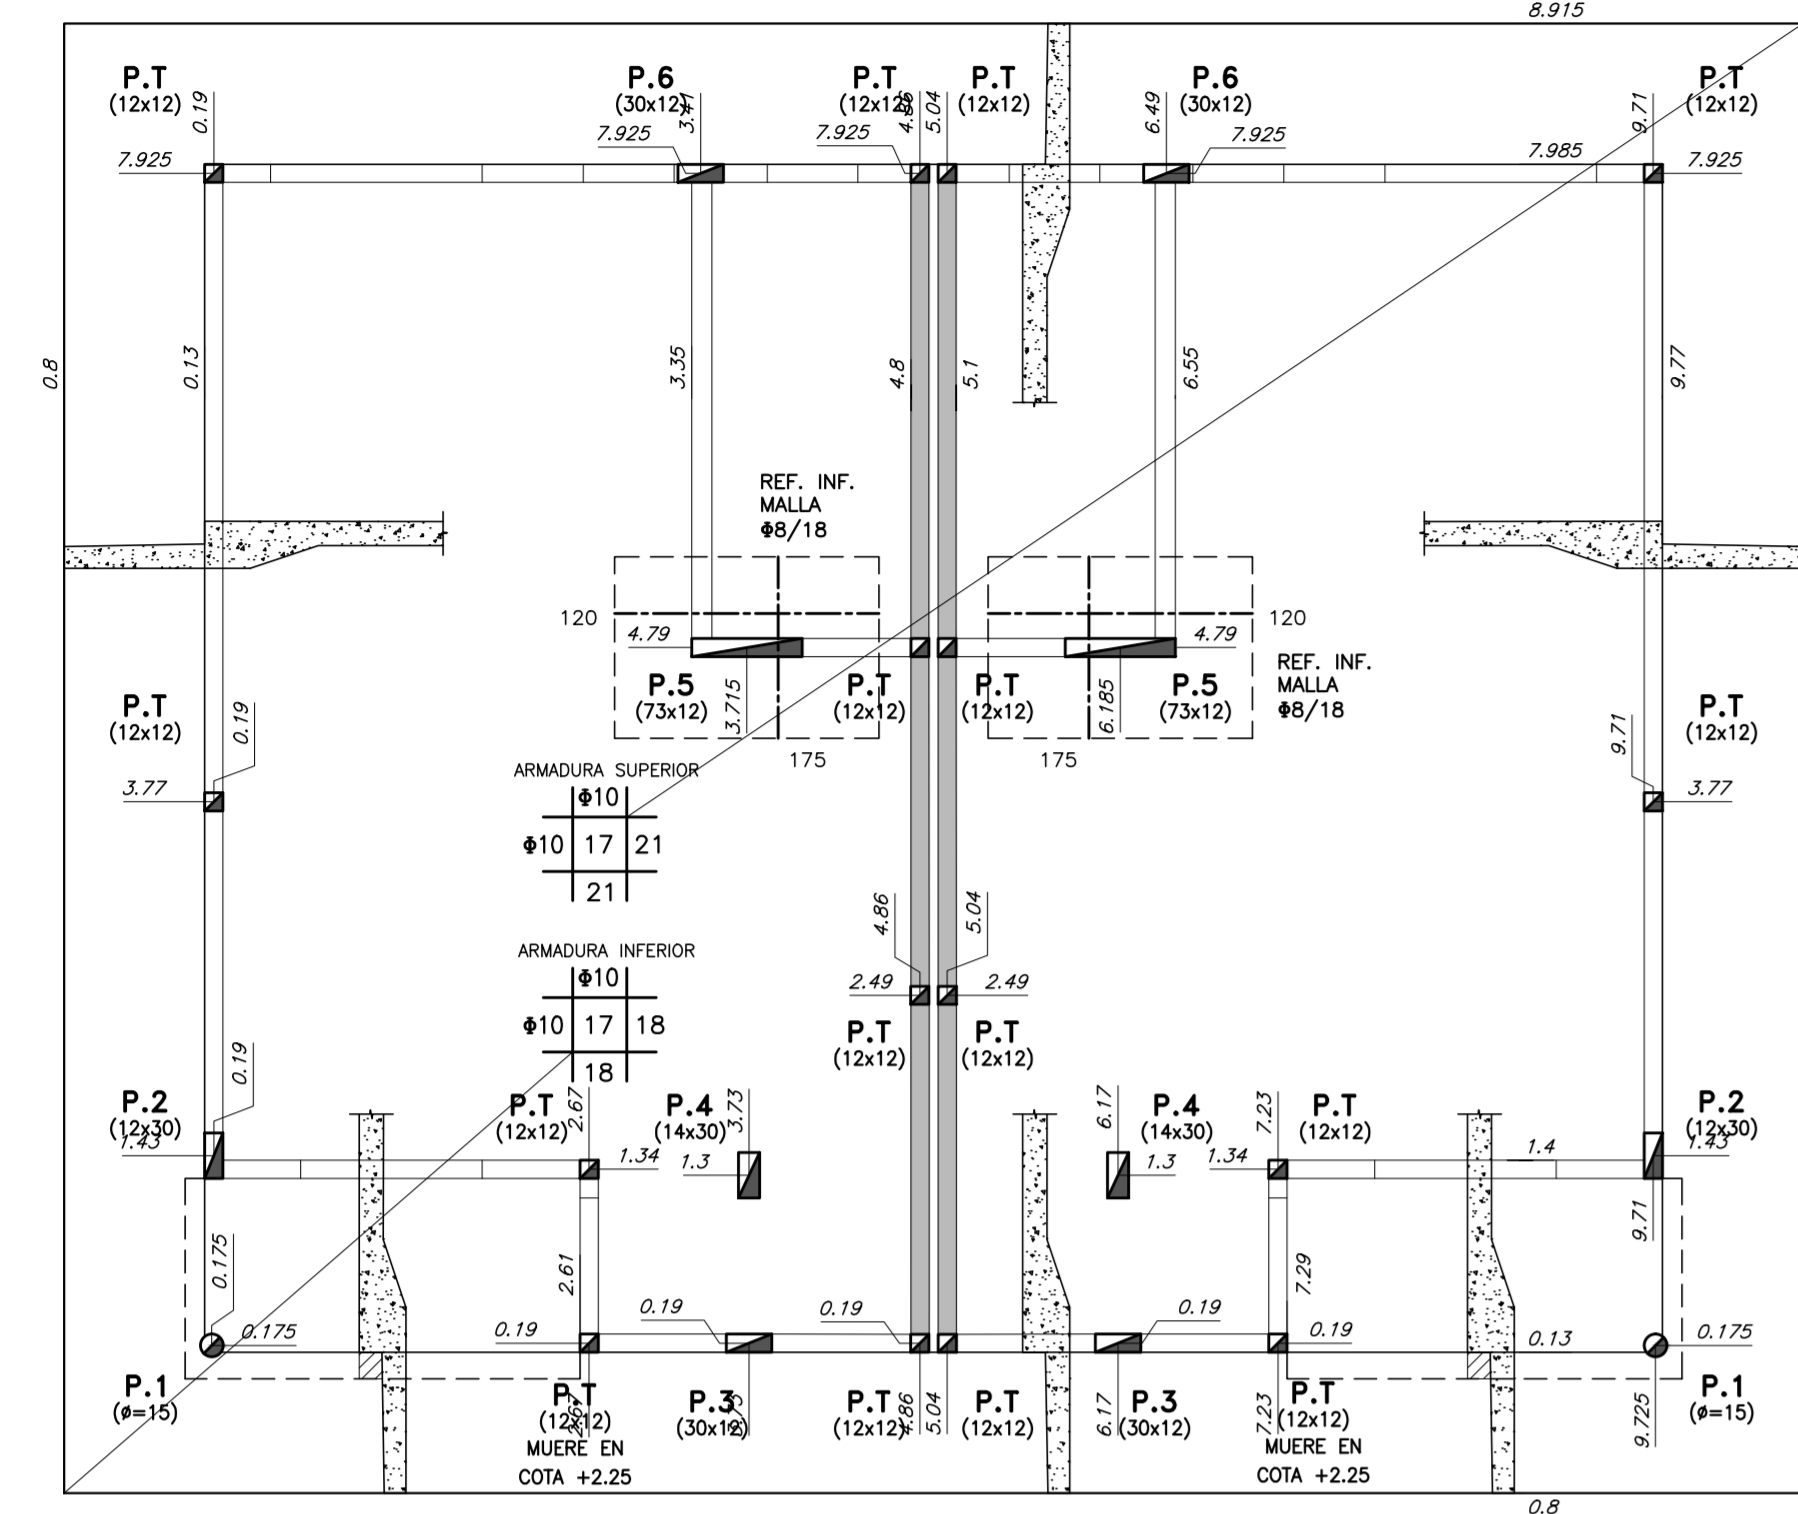 8.915
P.T
(12x12)
0.19
P.6
(30x12)
3.41
P.T
(12x12)
4.86
5.04
P.T
(12x12)
6.49
P.6
(30x12)
9.71
P.T
(12x12)
7.925
7.925
7.925
7.925
7.985
7.925
0.8
0.13
3.35
4.8
5.1
6.55
9.77
REF. INF.
MALLA
Φ8/18
120
120
4.79
4.79
REF. INF.
MALLA
Φ8/18
P.5
(73x12)
3.715
P.T
(12x12)
P.T
(12x12)
6.185
P.5
(73x12)
P.T
(12x12)
0.19
9.71
P.T
(12x12)
175
175
3.77
3.77
ARMADURA SUPERIOR
Φ10
Φ10 17 21
21
4.86
5.04
ARMADURA INFERIOR
Φ10
Φ10 17 18
18
2.49
2.49
P.T
(12x12)
P.T
(12x12)
0.19
P.2
(12x30)
1.43
P.T
(12x12)
2.67
P.4
(14x30)
3.73
6.17
P.4
(14x30)
7.23
P.T
(12x12)
P.2
(12x30)
1.43
1.34
1.3
1.3
1.34
1.4
9.71
0.175
2.61
7.29
0.175
0.19
0.19
0.19
0.19
0.19
0.13
0.175
P.1
(ø=15)
P.T
(12x12)
MUERE EN
COTA +2.25
P.3
(30x12)
P.T
(12x12)
4.86
5.04
P.T
(12x12)
6.17
P.3
(30x12)
7.23
P.T
(12x12)
MUERE EN
COTA +2.25
9.725
P.1
(ø=15)
0.8